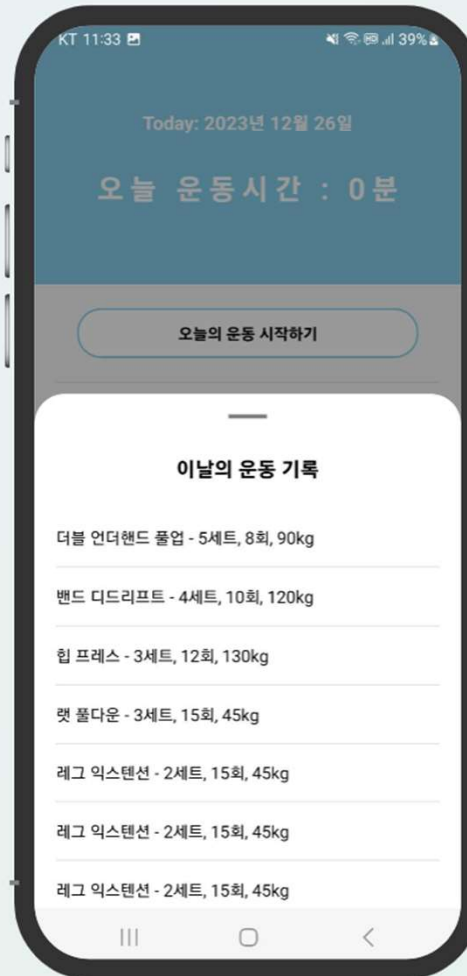 KT 11:33
39%
Today: 2023년 12월 26일
오늘 운동시간 : 0분
오늘의 운동 시작하기
이날의 운동 기록
더블 언더핸드 풀업 - 5세트, 8회, 90kg
밴드 디드리프트 - 4세트, 10회, 120kg
힙 프레스 - 3세트, 12회, 130kg
랫 풀다운 - 3세트, 15회, 45kg
레그 익스텐션 - 2세트, 15회, 45kg
레그 익스텐션 - 2세트, 15회, 45kg
레그 익스텐션 - 2세트, 15회, 45kg